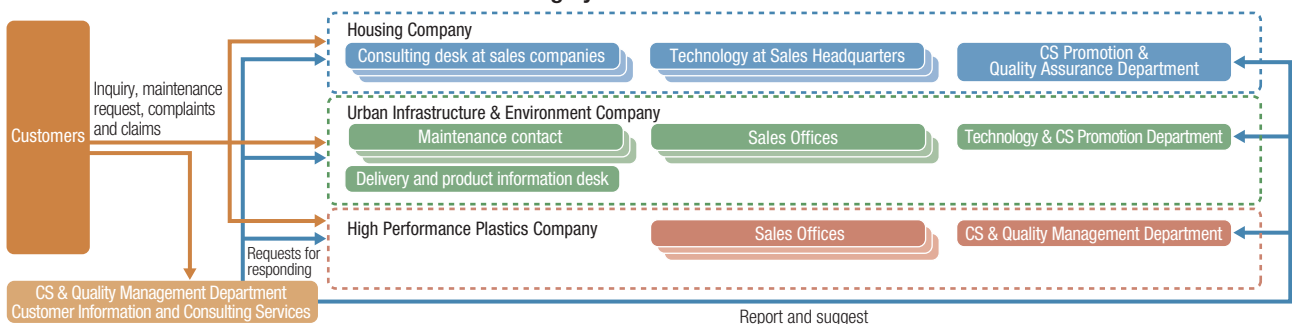 Housing Company
Consulting desk at sales companies
Technology at Sales Headquarters
CS Promotion &
Quality Assurance Department
Inquiry, maintenance
request, complaints
and claims
Customers
Urban Infrastructure & Environment Company
Maintenance contact
Sales Offices
Technology & CS Promotion Department
Delivery and product information desk
High Performance Plastics Company
Sales Offices
CS & Quality Management Department
Requests for
responding
CS & Quality Management Department
Customer Information and Consulting Services
Report and suggest